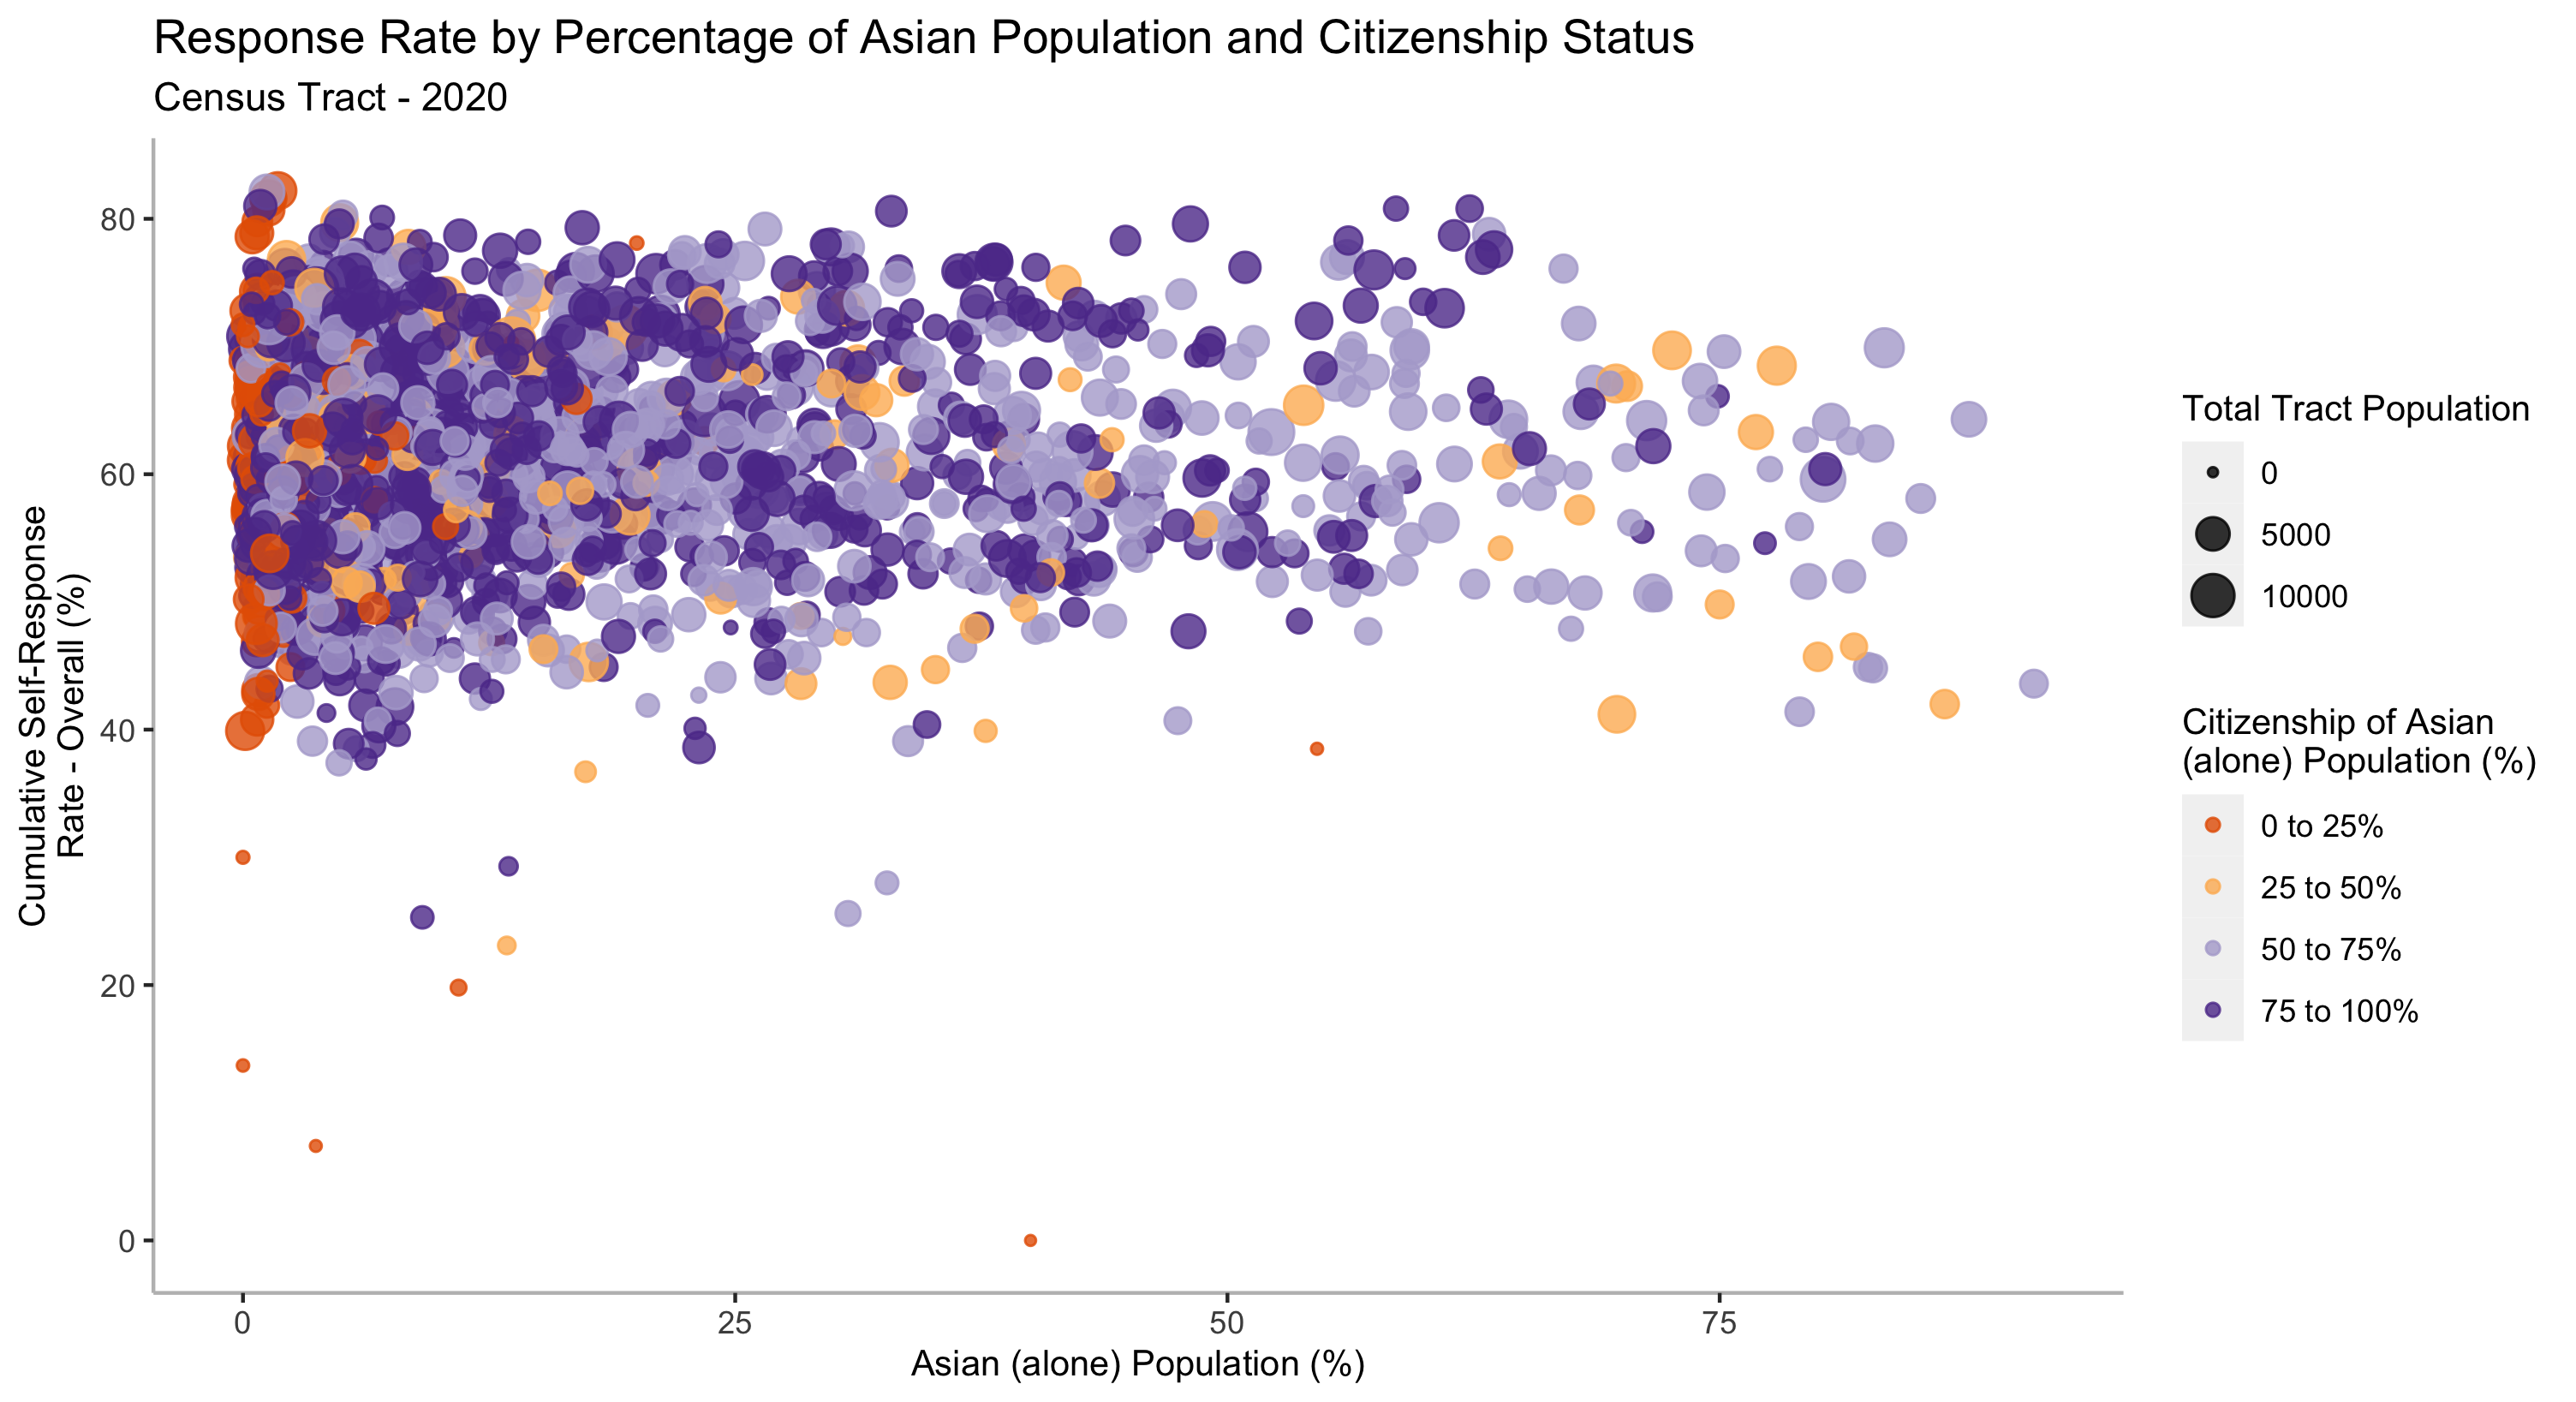 Response Rate by Percentage of Asian Population and Citizenship Status
Census Tract - 2020
Cumulative Self-Response
Rate - Overall (%)
80
60
40
20
0
0
25
50
75
Asian (alone) Population (%)
Total Tract Population
0
5000
10000
Citizenship of Asian
(alone) Population (%)
0 to 25%
25 to 50%
50 to 75%
75 to 100%